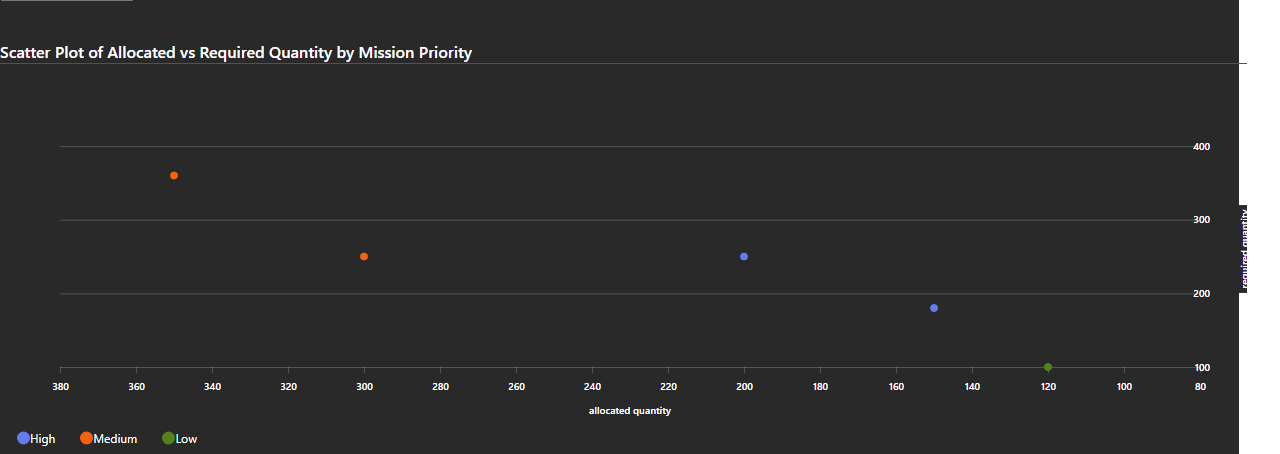 Scatter Plot of Allocated vs Required Quantity by Mission Priority
400
300
200
100
required quantity
380 360 340 320 300 280 260 240 220 200 180 160 140 120 100 80
allocated quantity
High Medium Low